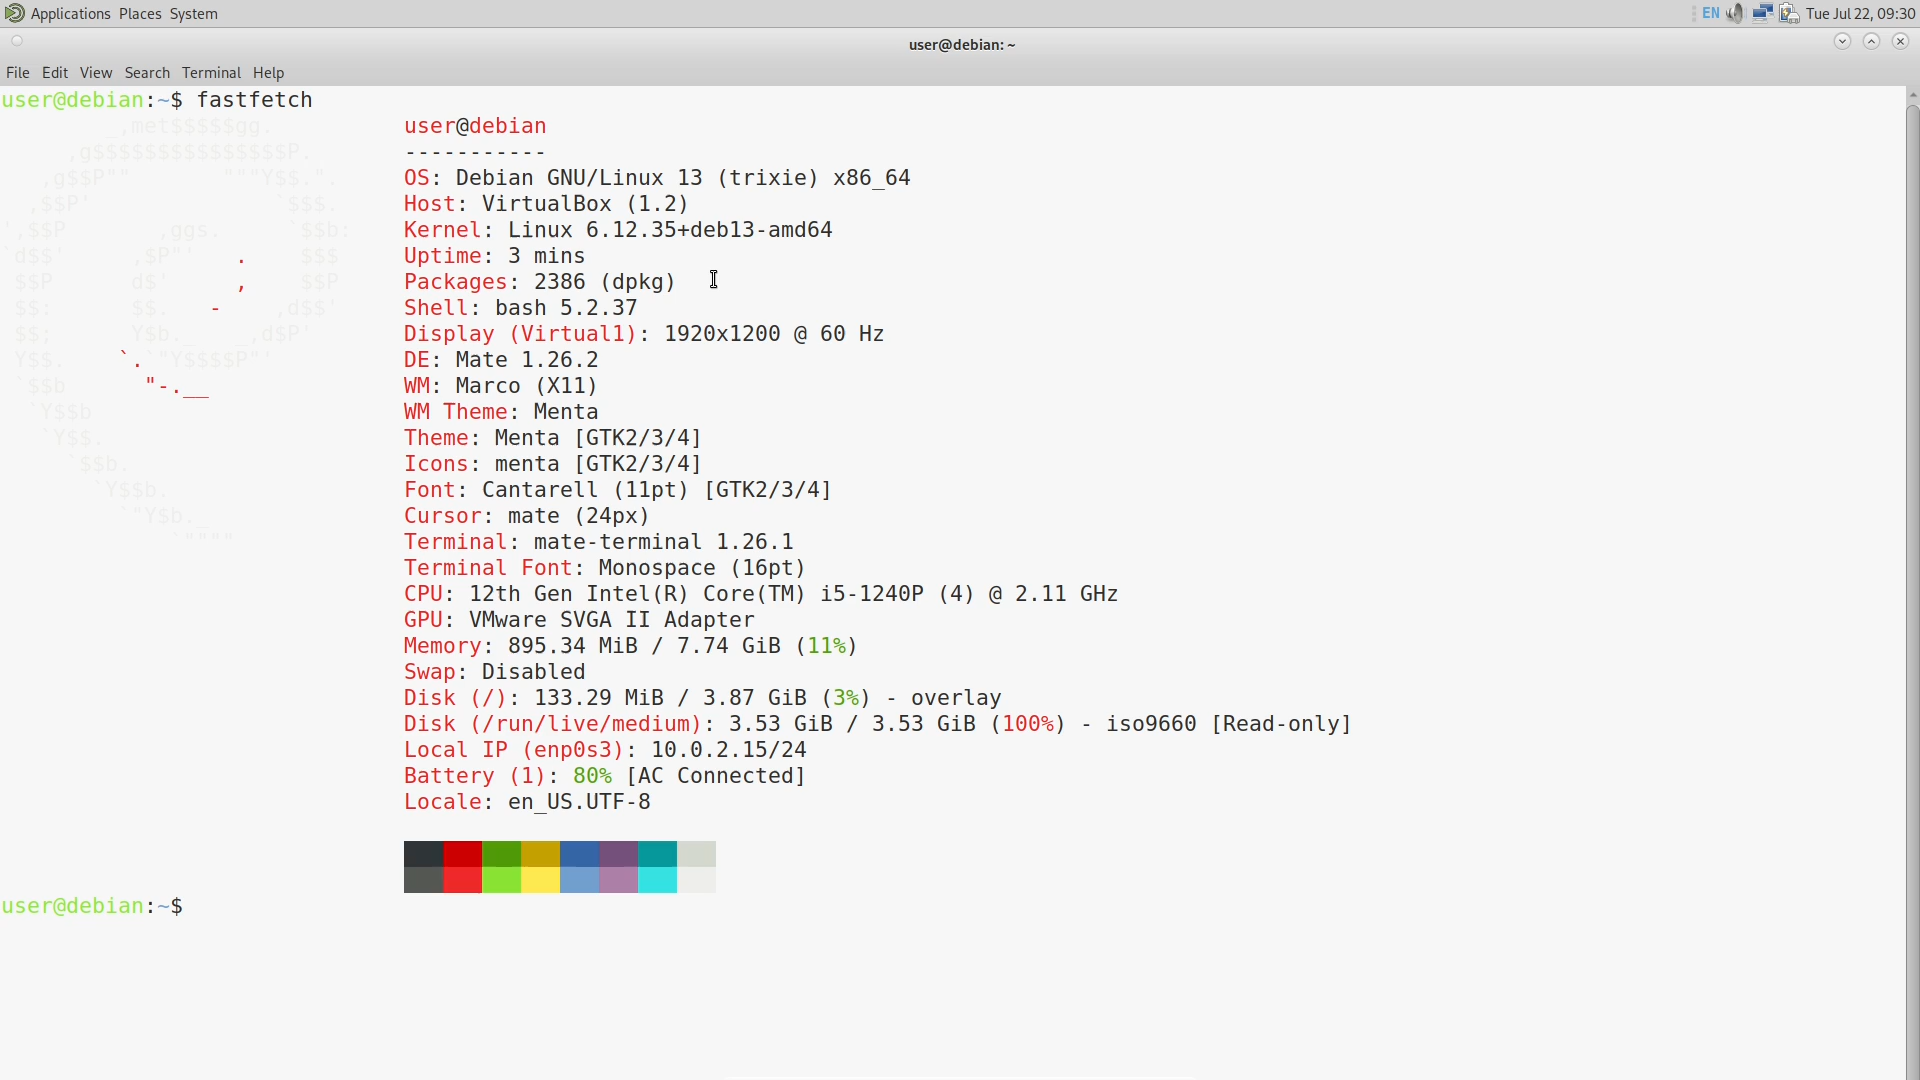 Applications Places System
EN Tue Jul 22, 09:30
user@debian: ~
File Edit View Search Terminal Help
user@debian:~$ fastfetch
_,met$$$$$gg.
user@debian
,g$$$$$$$$$$$$$$$P.
-----------
,g$$P"" """Y$$.".
OS: Debian GNU/Linux 13 (trixie) x86_64
,$$P' `$$$.
Host: VirtualBox (1.2)
',$$P ,ggs. `$$b:
Kernel: Linux 6.12.35+deb13-amd64
`d$$' ,$P"' . $$$
Uptime: 3 mins
$$P d$' , $$P
Packages: 2386 (dpkg)
$$: $$. - ,d$$'
Shell: bash 5.2.37
$$; Y$b._ _,d$P'
Display (Virtual1): 1920x1200 @ 60 Hz
Y$$. `.`"Y$$$$P"'
DE: Mate 1.26.2
`$$b "-.__
WM: Marco (X11)
`Y$$b
WM Theme: Menta
`Y$$.
Theme: Menta [GTK2/3/4]
`$$b.
Icons: menta [GTK2/3/4]
`Y$$b.
Font: Cantarell (11pt) [GTK2/3/4]
`"Y$b._
Cursor: mate (24px)
`""""
Terminal: mate-terminal 1.26.1
Terminal Font: Monospace (16pt)
CPU: 12th Gen Intel(R) Core(TM) i5-1240P (4) @ 2.11 GHz
GPU: VMware SVGA II Adapter
Memory: 895.34 MiB / 7.74 GiB (11%)
Swap: Disabled
Disk (/): 133.29 MiB / 3.87 GiB (3%) - overlay
Disk (/run/live/medium): 3.53 GiB / 3.53 GiB (100%) - iso9660 [Read-only]
Local IP (enp0s3): 10.0.2.15/24
Battery (1): 80% [AC Connected]
Locale: en_US.UTF-8
user@debian:~$